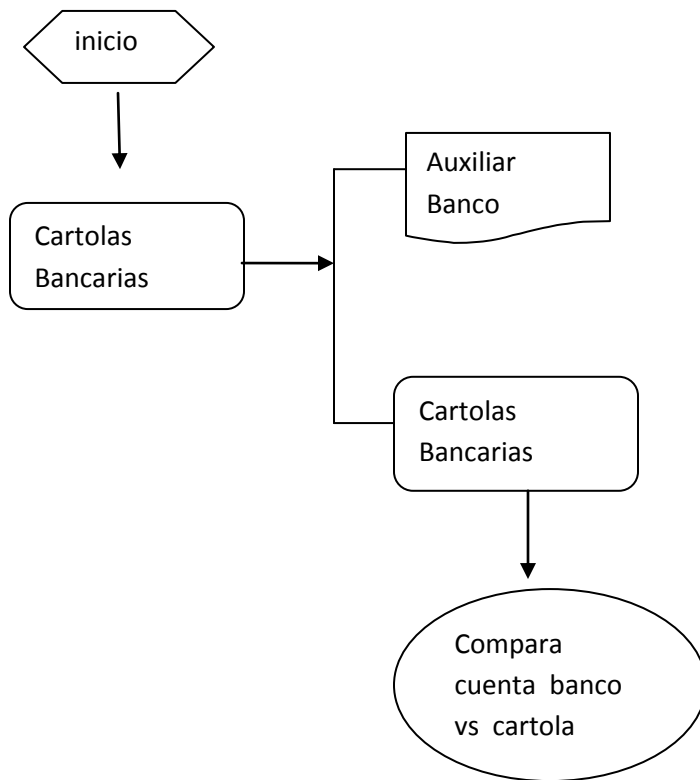 inicio
Auxiliar
Banco
Cartolas
Bancarias
Cartolas
Bancarias
Compara
cuenta banco
vs cartola